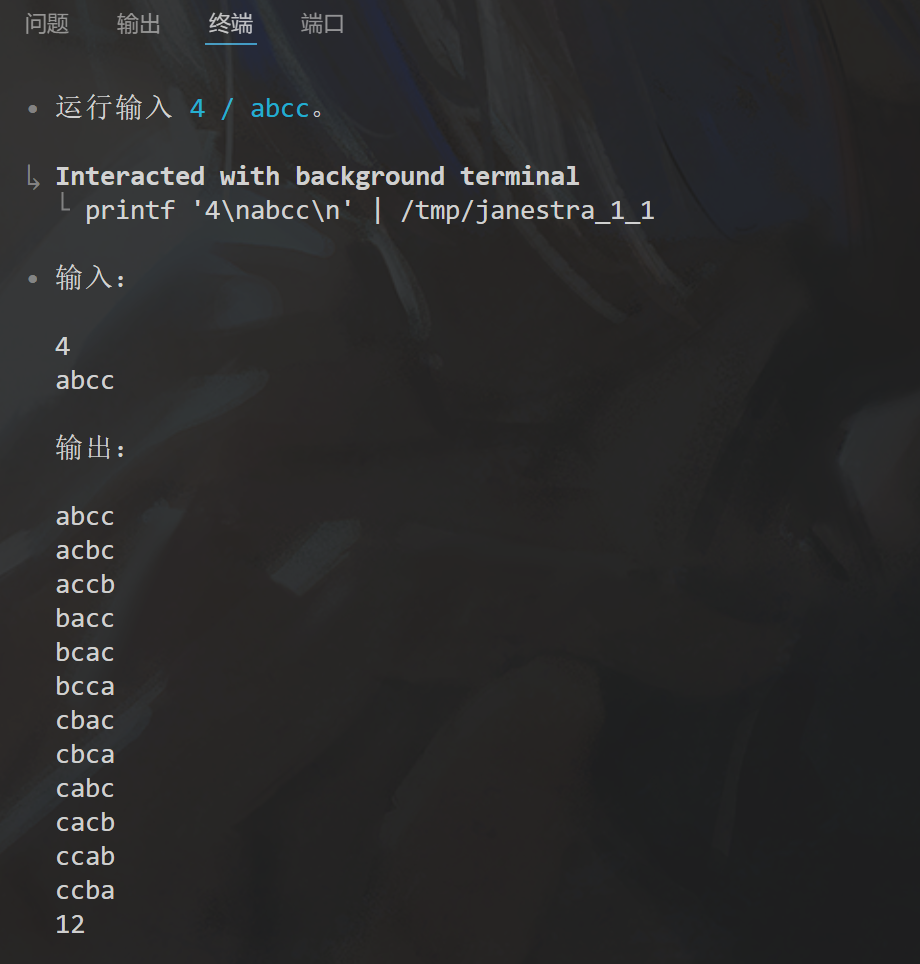 问题 输出 终端 端口
• 运行输入 4 / abcc。
↳ Interacted with background terminal
└ printf '4\nabcc\n' | /tmp/janestra_1_1
• 输入：
4
abcc
输出：
abcc
acbc
accb
bacc
bcac
bcca
cbac
cbca
cabc
cacb
ccab
ccba
12